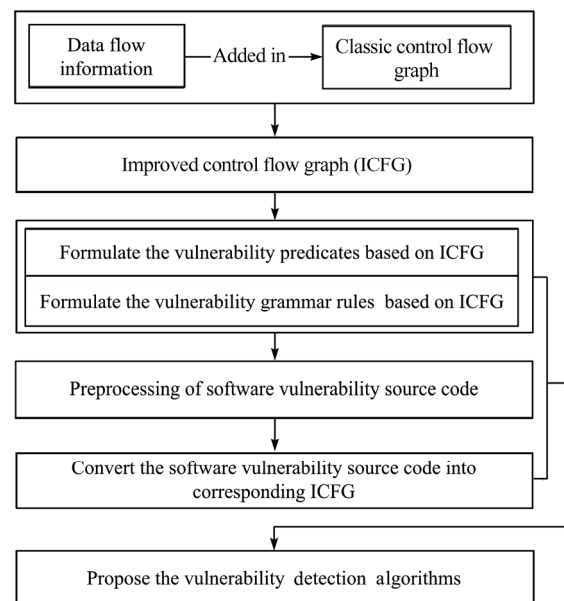 Data flow
information
Added in
Classic control flow
graph
Improved control flow graph (ICFG)
Formulate the vulnerability predicates based on ICFG
Formulate the vulnerability grammar rules based on ICFG
Preprocessing of software vulnerability source code
Convert the software vulnerability source code into
corresponding ICFG
Propose the vulnerability detection algorithms